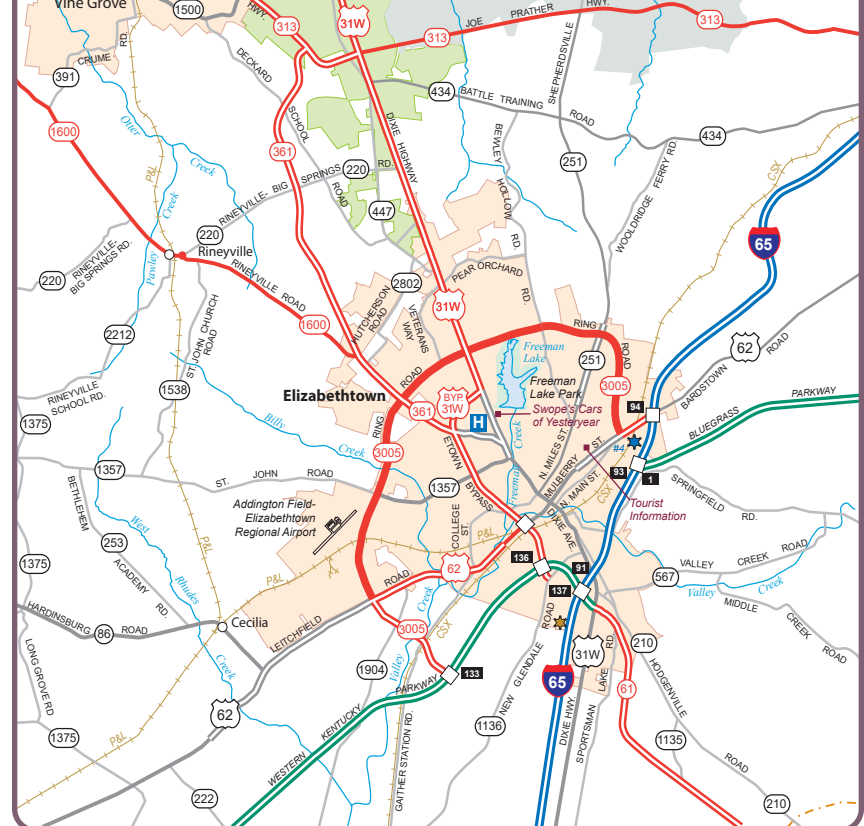 Vine Grove
1500
HWY.
313
31W
313
JOE PRATHER HWY.
313
RD.
CRUME
391
DECKARD
SCHOOL
ROAD
434
BATTLE TRAINING ROAD
SHEPHERDSVILLE
434
CSX
1600
Otter
Creek
P&L
361
DIXIE HIGHWAY
BEWLEY
HOLLOW
RD.
251
WOOLDRIDGE FERRY RD.
65
RINEYVILLE- BIG SPRINGS
220
RD.
447
220
Rineyville
Pawley
Creek
RINEYVILLE-
BIG SPRINGS RD.
220
RINEYVILLE ROAD
1600
2802
PEAR ORCHARD
RD.
31W
HUTCHERSON
ROAD
VETERANS
WAY
2212
ST. JOHN CHURCH
ROAD
RING
ROAD
Freeman
Lake
251
3005
62
BARDSTOWN
ROAD
RINEYVILLE
SCHOOL RD.
1375
1538
Elizabethtown
ROAD
RING
361
BYP.
31W
Freeman
Lake Park
Swope's Cars
of Yesteryear
94
BLUEGRASS
PARKWAY
H
Billy
Creek
3005
ETOWN
BYPASS
Freeman
Creek
N. MILES ST.
MULBERRY
ST.
N. MAIN ST.
CSX
#4
93
1
Tourist
Information
SPRINGFIELD
RD.
1357
ST. JOHN ROAD
1357
BETHLEHEM
ACADEMY
RD.
West
Rhudes
Creek
253
P&L
Addington Field-
Elizabethtown
Regional Airport
COLLEGE
ST.
P&L
DIXIE AVE.
1375
P&L
62
136
91
137
567
VALLEY CREEK ROAD
Valley
Creek
MIDDLE
CREEK
ROAD
HARDINSBURG
86
ROAD
Cecilia
LEITCHFIELD
ROAD
Creek
Valley
CSX
3005
133
NEW GLENDALE
ROAD
31W
210
HODGENVILLE
ROAD
LONG GROVE RD
1904
65
LAKE
RD.
SPORTSMAN
61
62
1375
P&L
WESTERN
KENTUCKY
PARKWAY
GAITHER STATION RD.
1136
DIXIE HWY.
1135
222
210